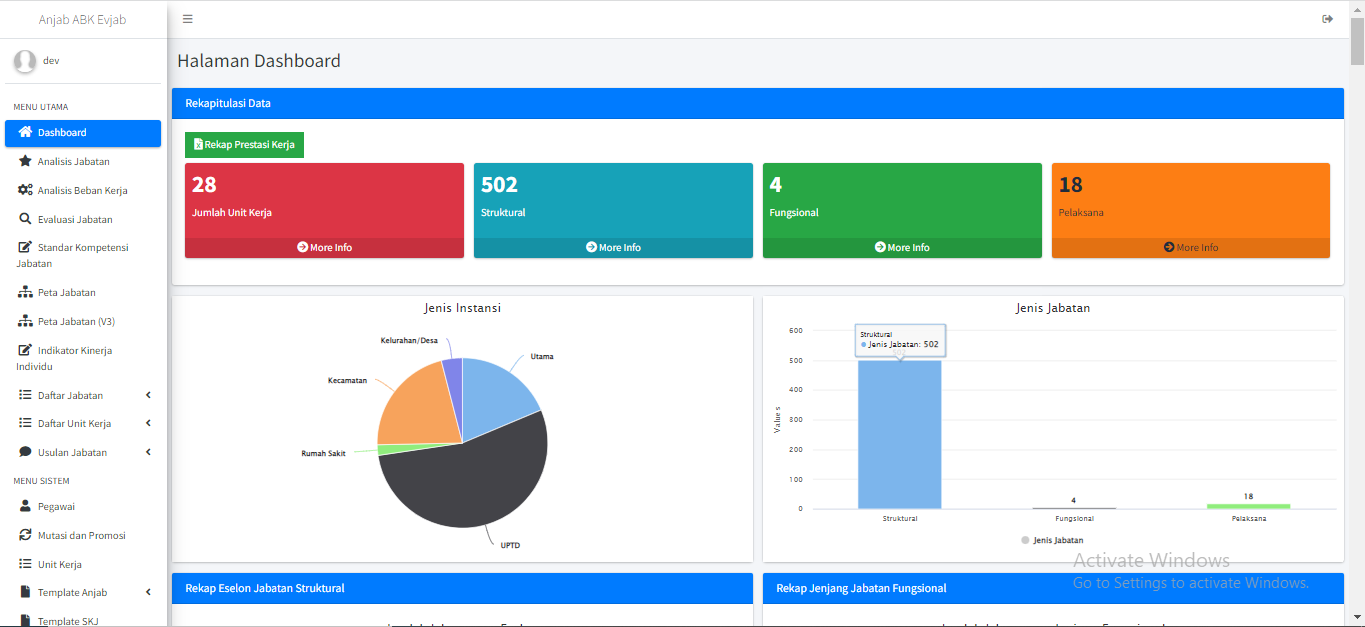 Anjab ABK Evjab
dev
MENU UTAMA
Dashboard
Analisis Jabatan
Analisis Beban Kerja
Evaluasi Jabatan
Standar Kompetensi
Jabatan
Peta Jabatan
Peta Jabatan (V3)
Indikator Kinerja
Individu
Daftar Jabatan
Daftar Unit Kerja
Usulan Jabatan
MENU SISTEM
Pegawai
Mutasi dan Promosi
Unit Kerja
Template Anjab
Template SKJ
Halaman Dashboard
Rekapitulasi Data
Rekap Prestasi Kerja
28
Jumlah Unit Kerja
More Info
502
Struktural
More Info
4
Fungsional
More Info
18
Pelaksana
More Info
Jenis Instansi
Kelurahan/Desa
Utama
Kecamatan
Rumah Sakit
UPTD
Jenis Jabatan
Values
600
500
400
300
200
100
0
Struktural
Jenis Jabatan: 502
4
18
Struktural
Fungsional
Pelaksana
Jenis Jabatan
Rekap Eselon Jabatan Struktural
Rekap Jenjang Jabatan Fungsional
Activate Windows
Go to Settings to activate Windows.